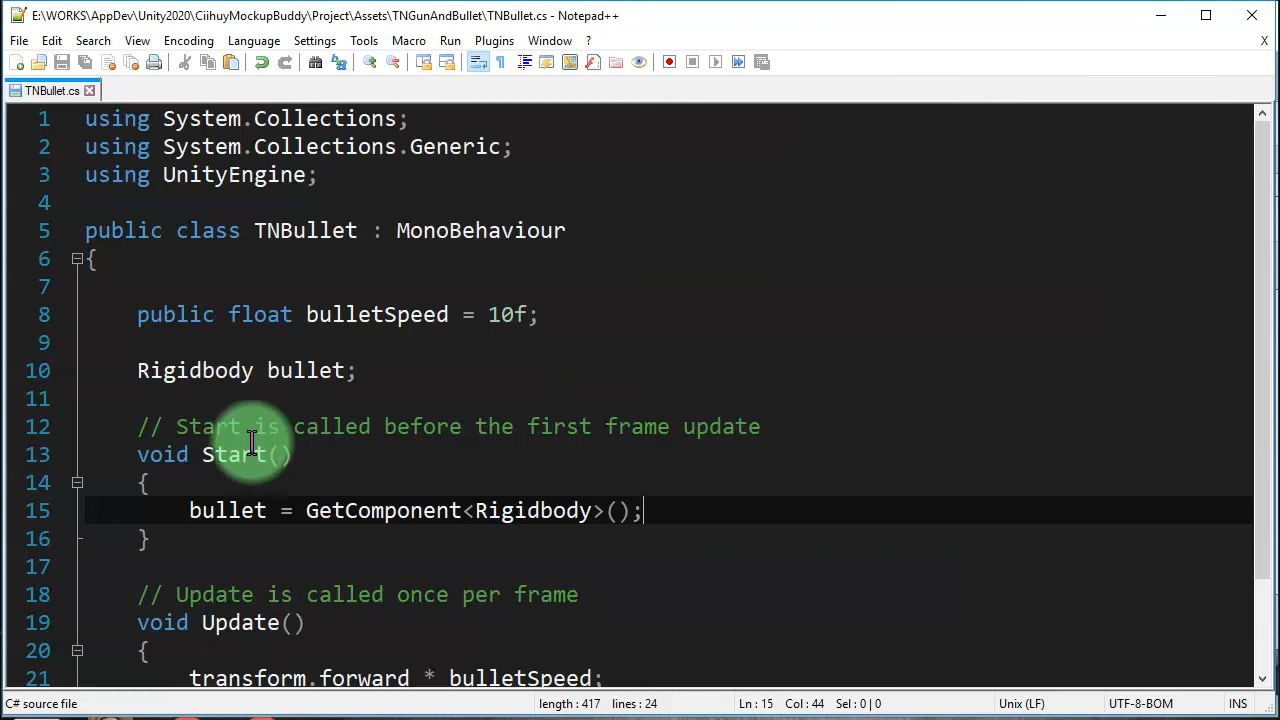 E:\WORKS\AppDev\Unity2020\CiihuyMockupBuddy\Project\Assets\TNGunAndBullet\TNBullet.cs - Notepad++
File Edit Search View Encoding Language Settings Tools Macro Run Plugins Window ? X
TNBullet.cs
1 using System.Collections;
2 using System.Collections.Generic;
3 using UnityEngine;
4
5 public class TNBullet : MonoBehaviour
6 {
7
8 public float bulletSpeed = 10f;
9
10 Rigidbody bullet;
11
12 // Start is called before the first frame update
13 void Start()
14 {
15 bullet = GetComponent<Rigidbody>();
16 }
17
18 // Update is called once per frame
19 void Update()
20 {
21 transform.forward * bulletSpeed;
C# source file length : 417 lines : 24 Ln : 15 Col : 44 Sel : 0 | 0 Unix (LF) UTF-8-BOM INS